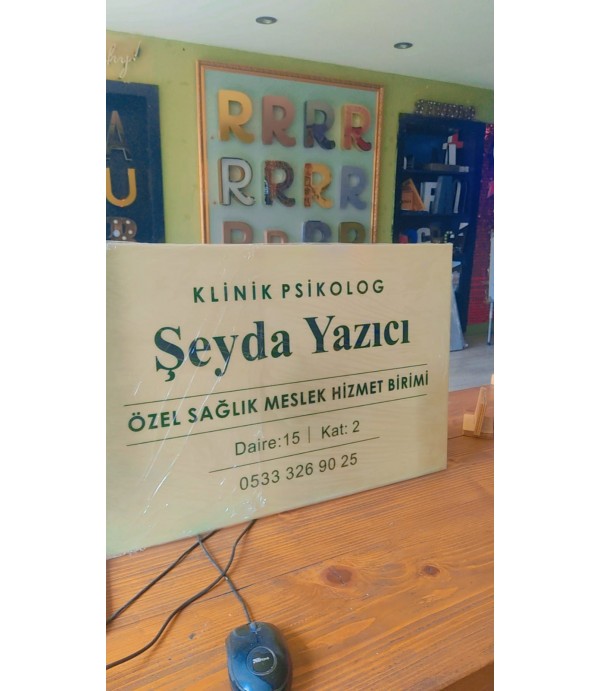 R R R R
R R R R
R R R R
KLİNİK PSİKOLOG
Şeyda Yazıcı
ÖZEL SAĞLIK MESLEK HİZMET BİRİMİ
Daire:15 | Kat: 2
0533 326 90 25